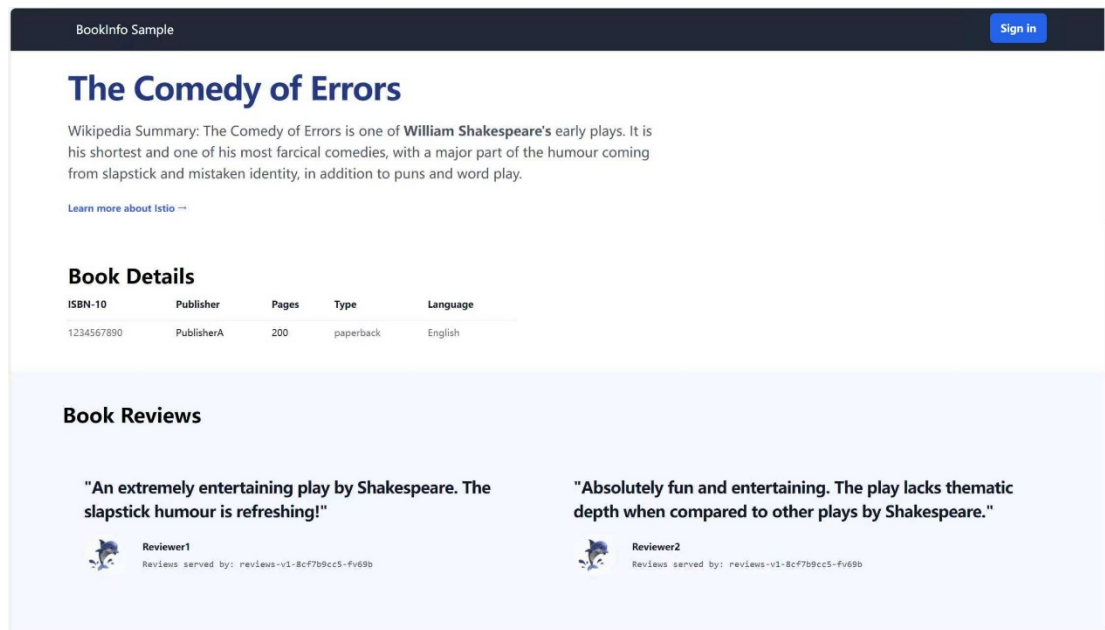 BookInfo Sample
Sign in
The Comedy of Errors
Wikipedia Summary: The Comedy of Errors is one of William Shakespeare's early plays. It is
his shortest and one of his most farcical comedies, with a major part of the humour coming
from slapstick and mistaken identity, in addition to puns and word play.
Learn more about Istio →
Book Details
ISBN-10 Publisher Pages Type Language
1234567890 PublisherA 200 paperback English
Book Reviews
"An extremely entertaining play by Shakespeare. The
slapstick humour is refreshing!"
Reviewer1
Reviews served by: reviews-v1-8cf7b9cc5-fv69b
"Absolutely fun and entertaining. The play lacks thematic
depth when compared to other plays by Shakespeare."
Reviewer2
Reviews served by: reviews-v1-8cf7b9cc5-fv69b